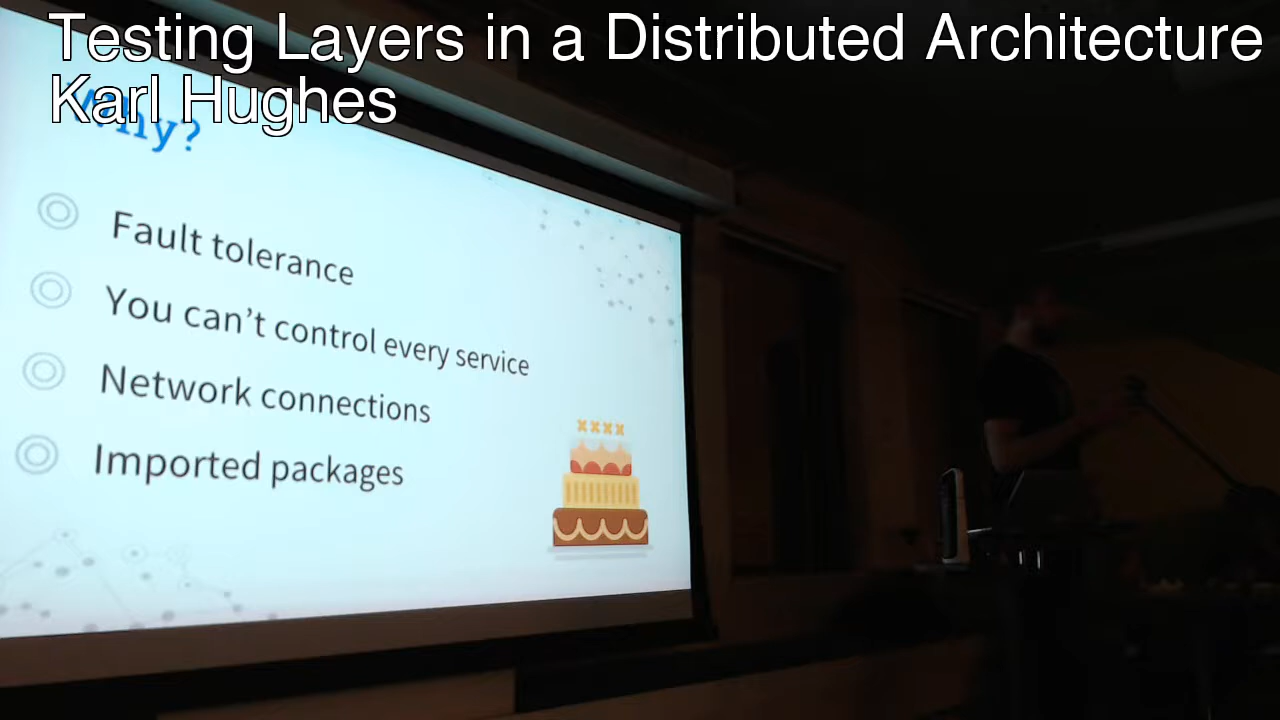 Testing Layers in a Distributed Architecture
Karl Hughes
Why?
Fault tolerance
You can't control every service
Network connections
Imported packages